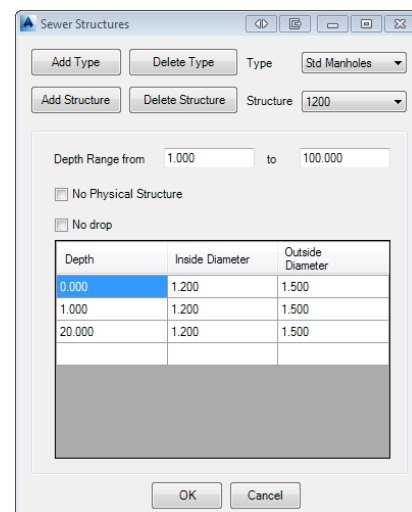 Sewer Structures
Add Type Delete Type Type Std Manholes
Add Structure Delete Structure Structure 1200
Depth Range from 1.000 to 100.000
No Physical Structure
No drop
Depth Inside Diameter Outside Diameter
0.000 1.200 1.500
1.000 1.200 1.500
20.000 1.200 1.500
OK Cancel